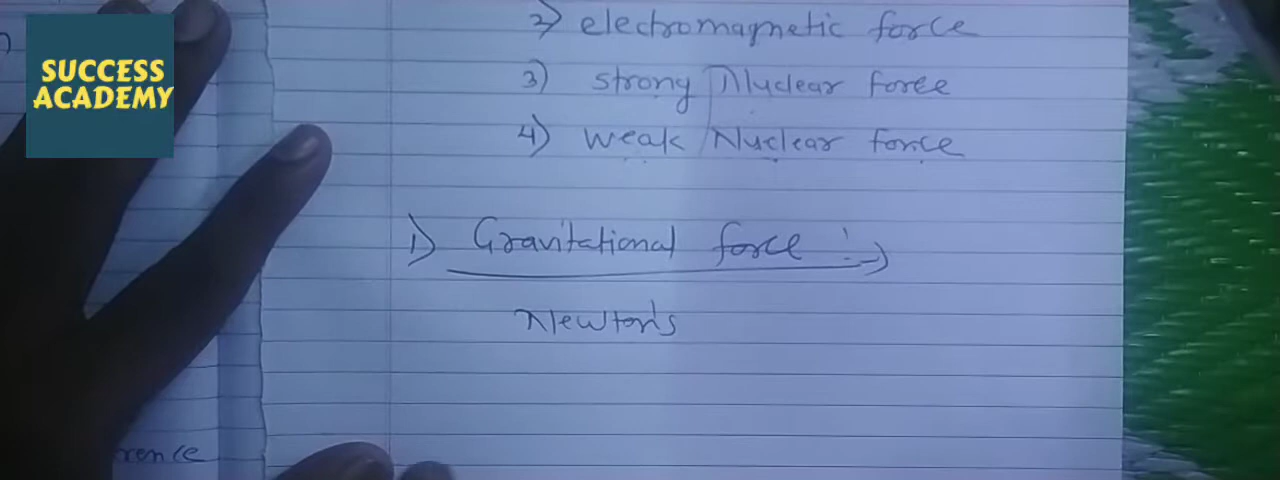 SUCCESS
ACADEMY
2) electromagnetic force
3) strong Nuclear force
4) weak Nuclear force
1) Gravitational force :→
Newton's